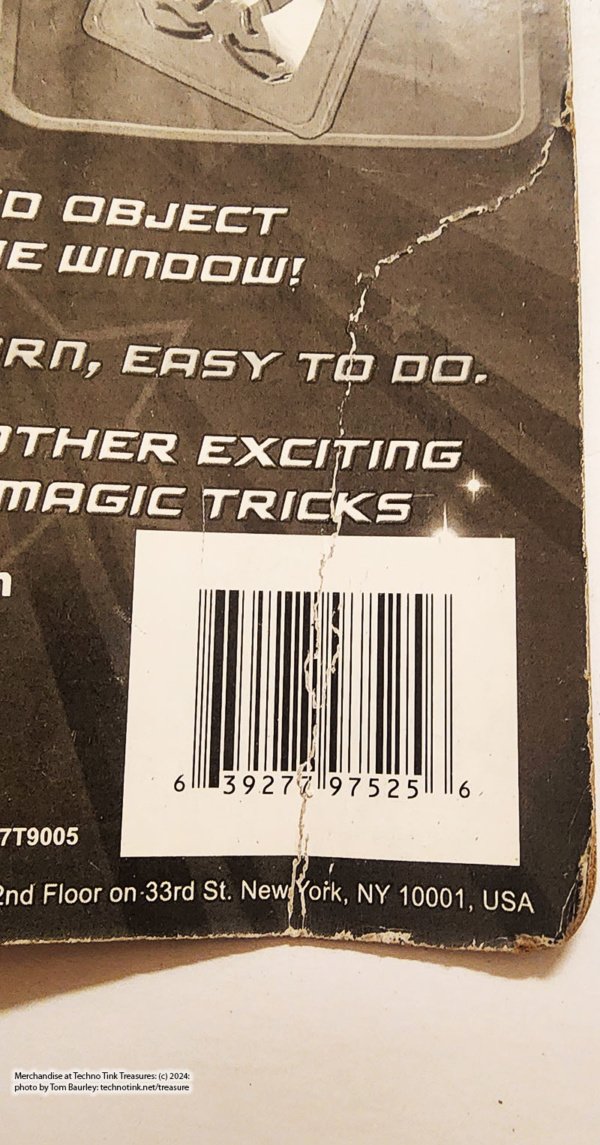 D OBJECT
E WINDOW!
RN, EASY TO DO.
OTHER EXCITING
MAGIC TRICKS
n
6 39277 97525 6
7T9005
2nd Floor on 33rd St. New York, NY 10001, USA
Merchandise at Techno Tink Treasures: (c) 2024:
photo by Tom Baurley: technotink.net/treasure